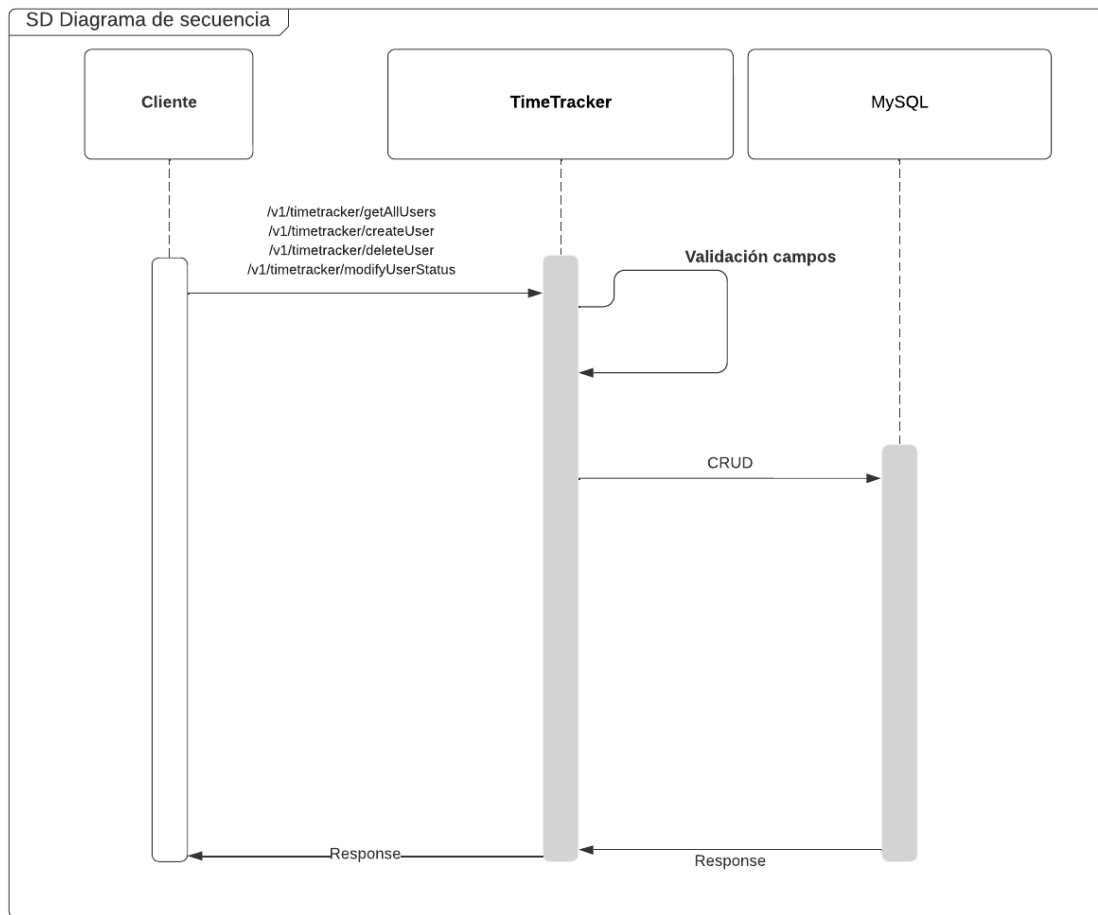 SD Diagrama de secuencia
Cliente
TimeTracker
MySQL
/v1/timetracker/getAllUsers
/v1/timetracker/createUser
/v1/timetracker/deleteUser
/v1/timetracker/modifyUserStatus
Validación campos
CRUD
Response
Response